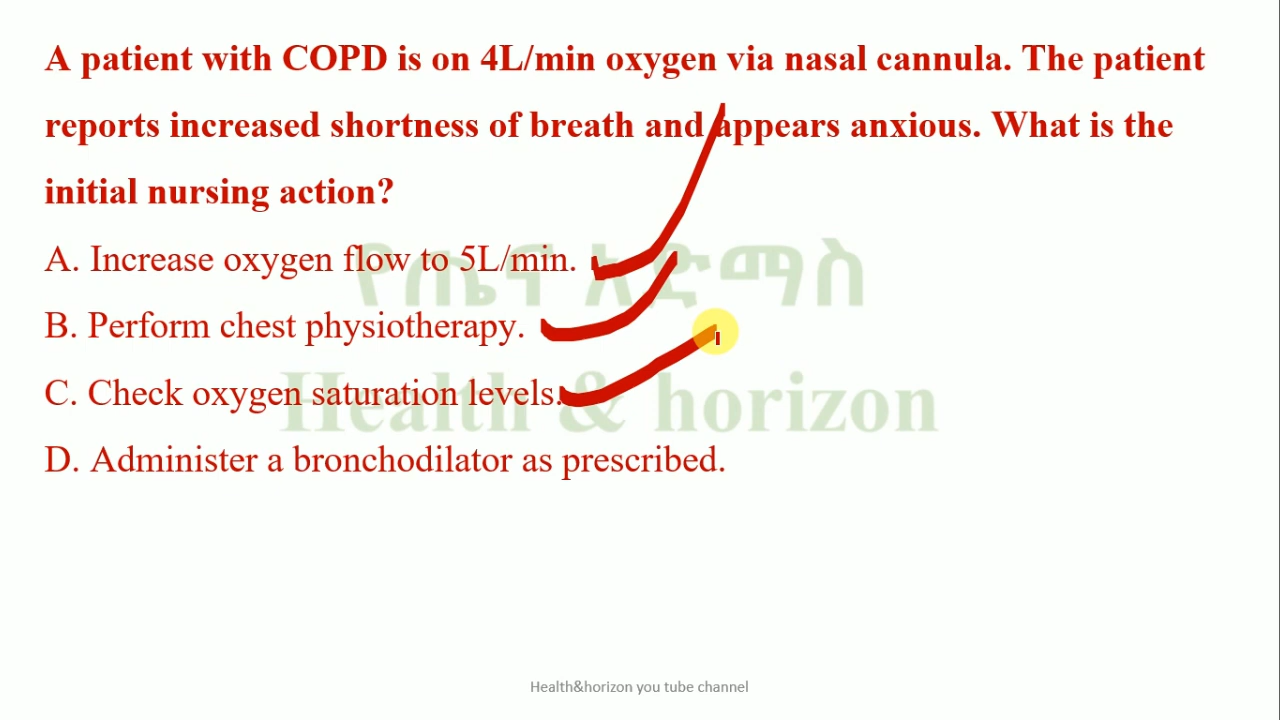 A patient with COPD is on 4L/min oxygen via nasal cannula. The patient
reports increased shortness of breath and appears anxious. What is the
initial nursing action?
A. Increase oxygen flow to 5L/min.
የጤና አድማስ
B. Perform chest physiotherapy.
C. Check oxygen saturation levels.
Health & horizon
D. Administer a bronchodilator as prescribed.
Health&horizon you tube channel